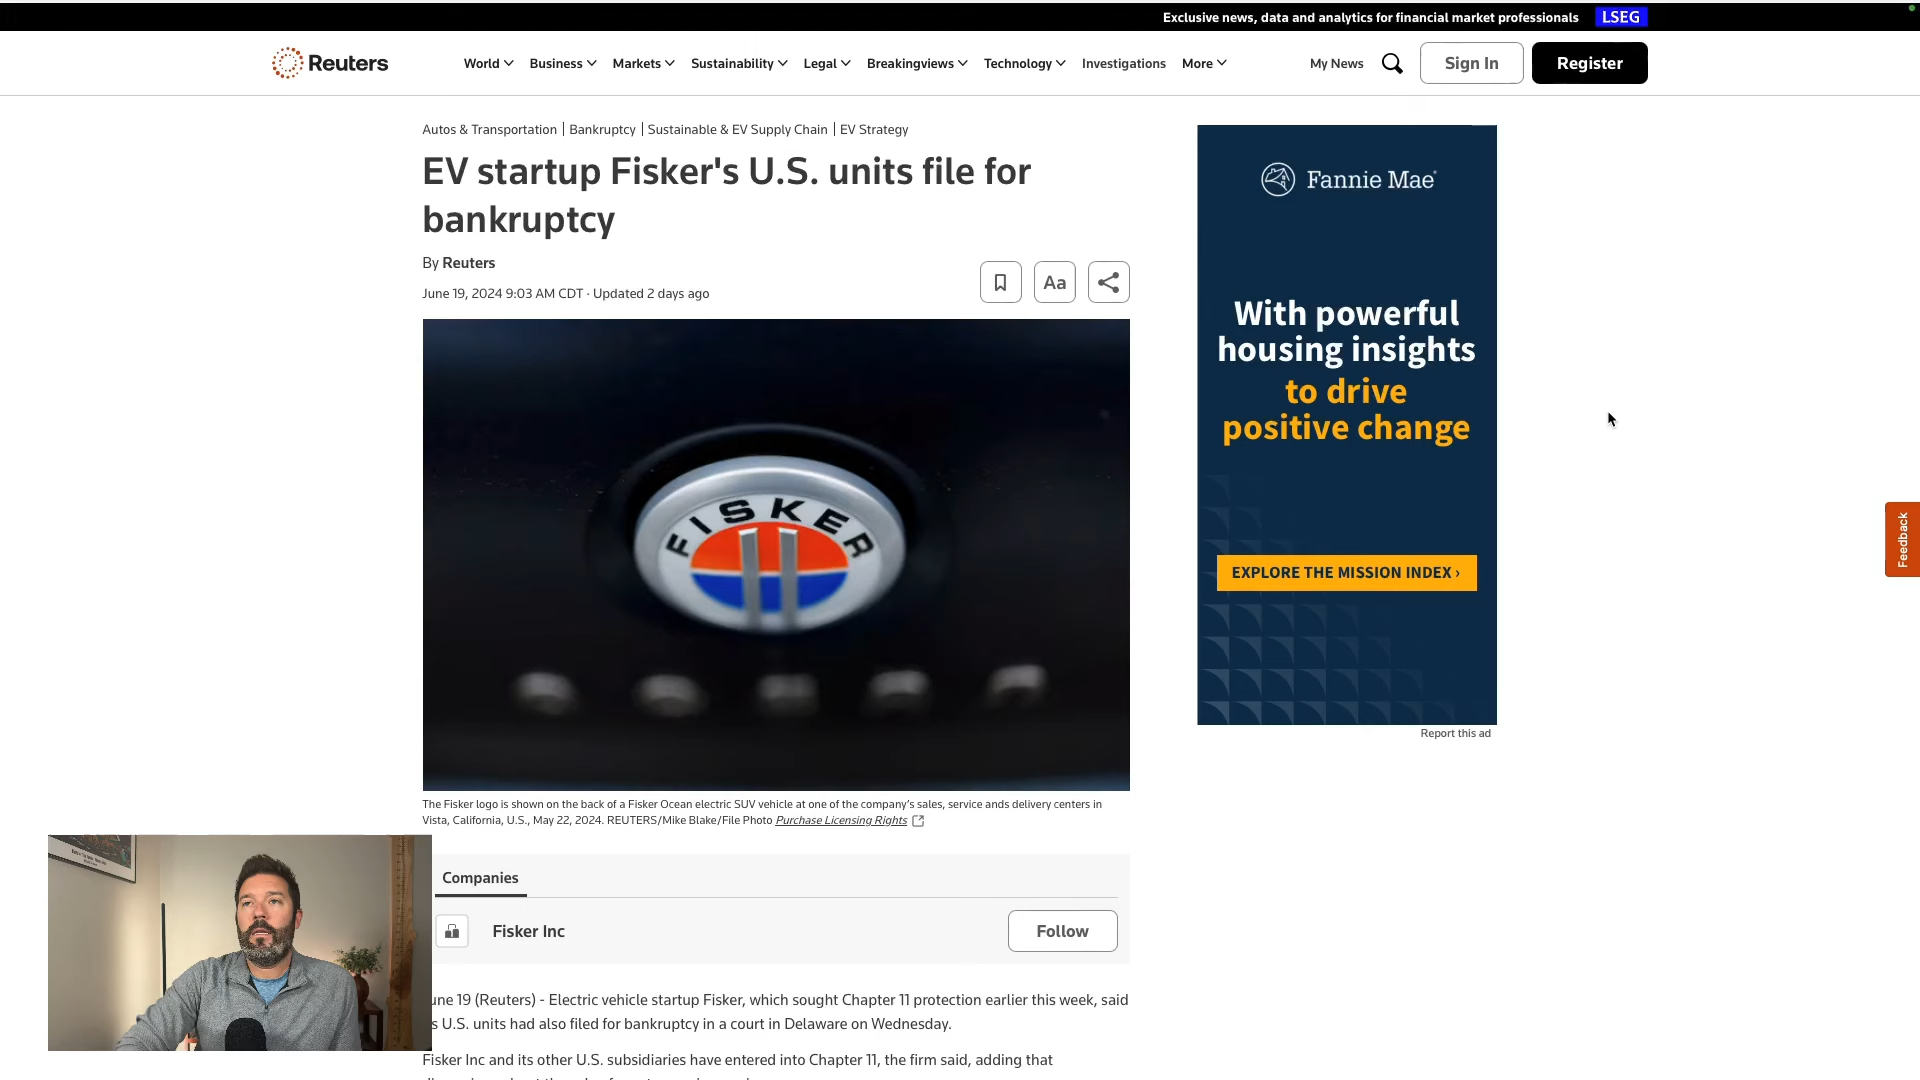 Exclusive news, data and analytics for financial market professionals LSEG
Reuters World Business Markets Sustainability Legal Breakingviews Technology Investigations More My News Sign In Register
Autos & Transportation | Bankruptcy | Sustainable & EV Supply Chain | EV Strategy
EV startup Fisker's U.S. units file for
bankruptcy
By Reuters
June 19, 2024 9:03 AM CDT · Updated 2 days ago
Aa
FISKER
The Fisker logo is shown on the back of a Fisker Ocean electric SUV vehicle at one of the company's sales, service ands delivery centers in
Vista, California, U.S., May 22, 2024. REUTERS/Mike Blake/File Photo Purchase Licensing Rights
Companies
Fisker Inc
Follow
une 19 (Reuters) - Electric vehicle startup Fisker, which sought Chapter 11 protection earlier this week, said
s U.S. units had also filed for bankruptcy in a court in Delaware on Wednesday.
Fisker Inc and its other U.S. subsidiaries have entered into Chapter 11, the firm said, adding that
Fannie Mae
With powerful
housing insights
to drive
positive change
EXPLORE THE MISSION INDEX ›
Report this ad
Feedback